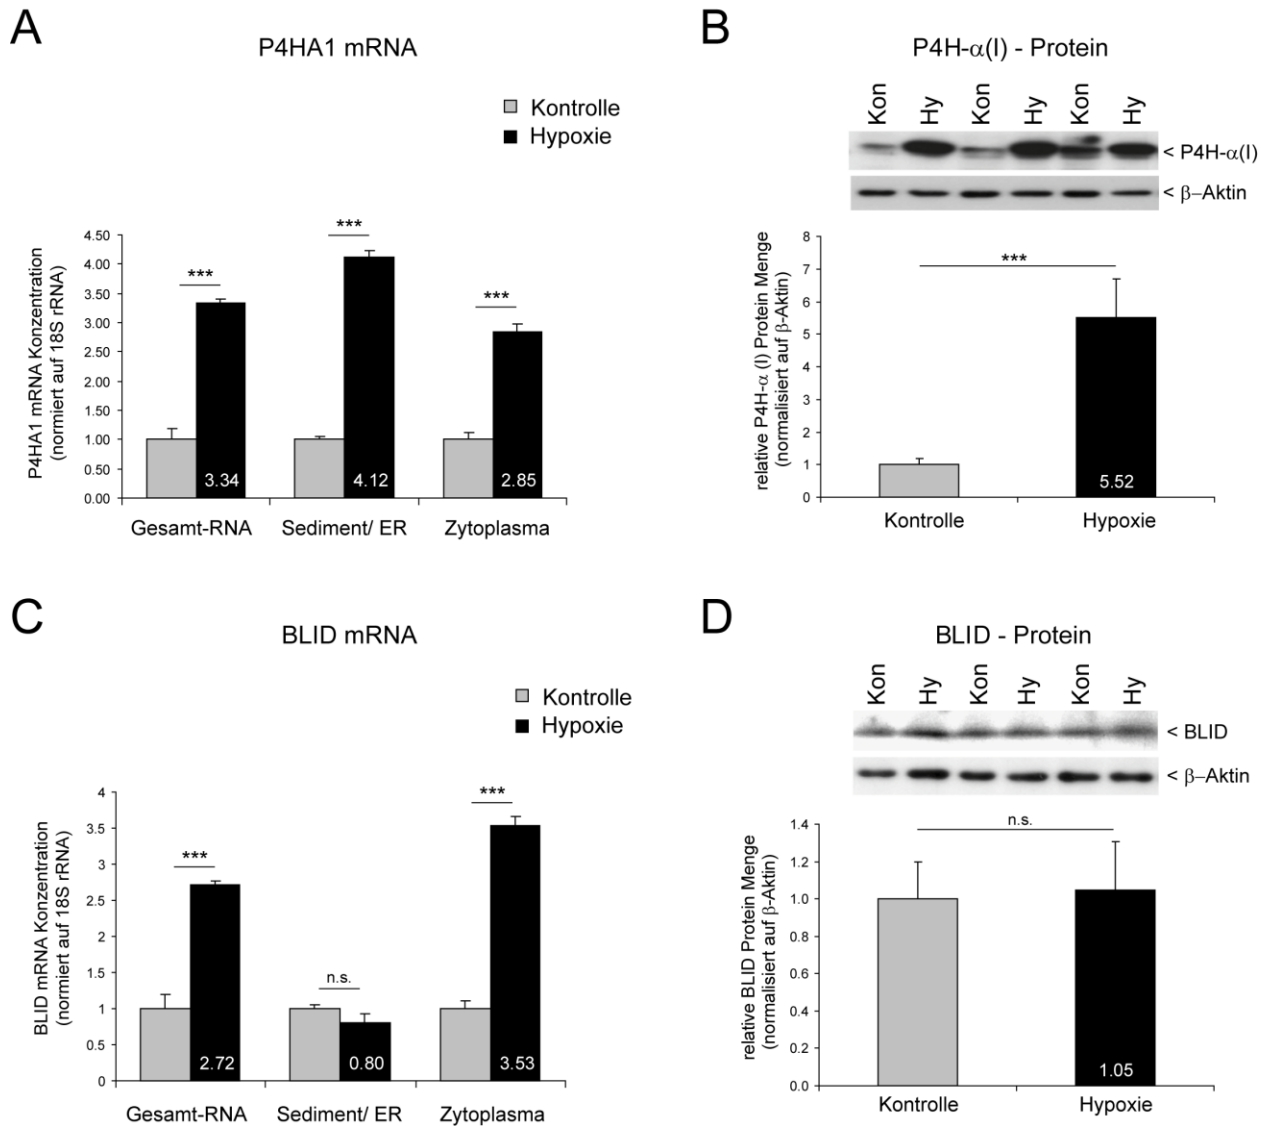 A
P4HA1 mRNA
Kontrolle
Hypoxie
P4HA1 mRNA Konzentration
(normiert auf 18S rRNA)
4.50
4.00
3.50
3.00
2.50
2.00
1.50
1.00
0.50
0.00
***
***
***
3.34
4.12
2.85
Gesamt-RNA
Sediment/ ER
Zytoplasma
B
P4H-α(I) - Protein
Kon
Hy
Kon
Hy
Kon
Hy
< P4H-α(I)
< β–Aktin
relative P4H-α (I) Protein Menge
(normalisiert auf β-Aktin)
8
7
6
5
4
3
2
1
0
***
5.52
Kontrolle
Hypoxie
C
BLID mRNA
Kontrolle
Hypoxie
BLID mRNA Konzentration
(normiert auf 18S rRNA)
4
3.5
3
2.5
2
1.5
1
0.5
0
***
n.s.
***
2.72
0.80
3.53
Gesamt-RNA
Sediment/ ER
Zytoplasma
D
BLID - Protein
Kon
Hy
Kon
Hy
Kon
Hy
< BLID
< β–Aktin
relative BLID Protein Menge
(normalisiert auf β-Aktin)
1.4
1.2
1.0
0.8
0.6
0.4
0.2
0.0
n.s.
1.05
Kontrolle
Hypoxie